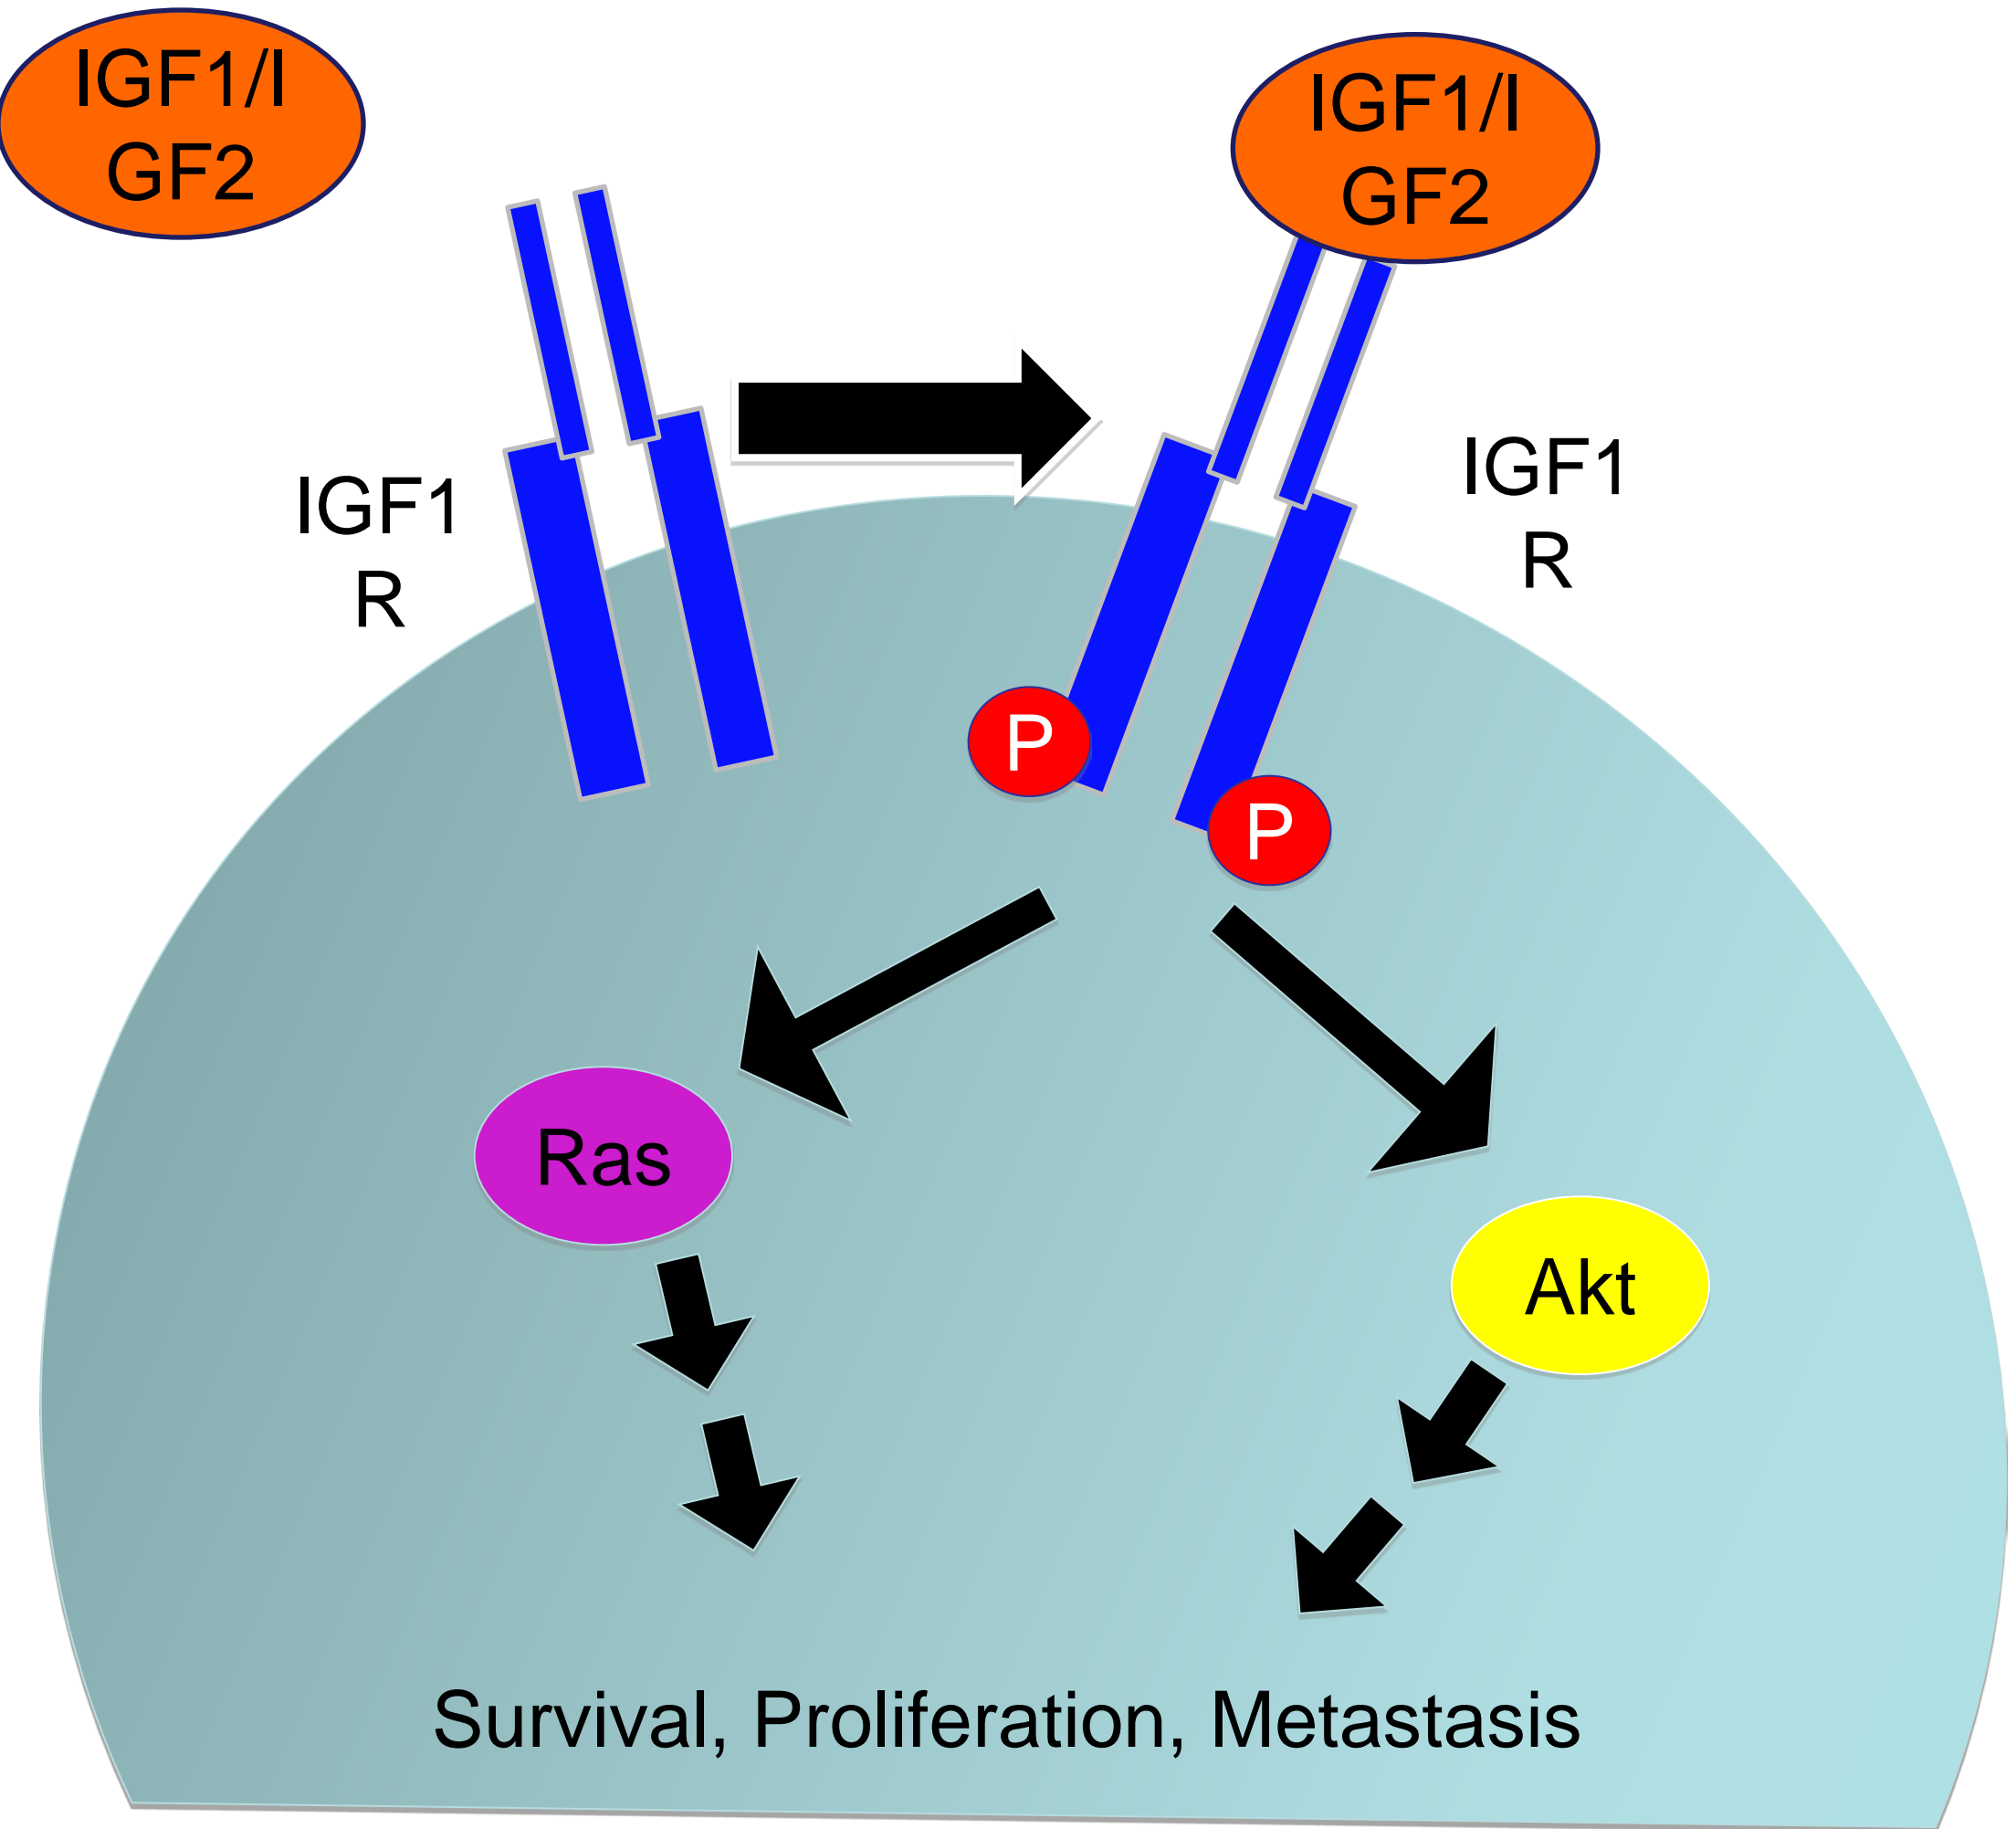 IGF1/I
GF2
IGF1/I
GF2
IGF1
R
IGF1
R
P
P
Ras
Akt
Survival, Proliferation, Metastasis